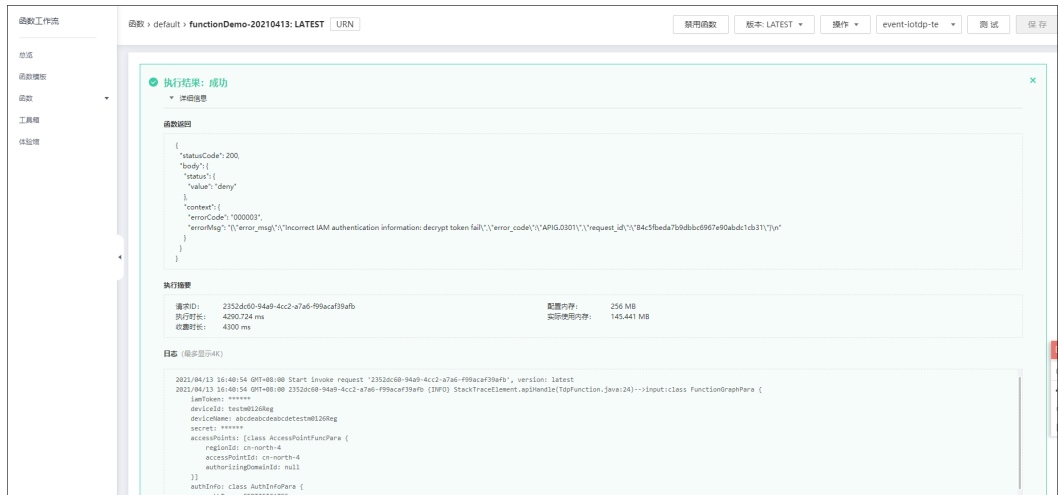 函数工作流
函数 › default › functionDemo-20210413: LATEST URN
禁用函数 版本: LATEST 操作 event-iotdp-te 测 试 保 存
总览
函数模板
函数
工具箱
体验馆
执行结果：成功
详细信息
函数返回
{
"statusCode": 200,
"body": {
"status": {
"value": "deny"
},
"context": {
"errorCode": "000003",
"errorMsg": "{\"error_msg\":\"Incorrect IAM authentication information: decrypt token fail\",\"error_code\":\"APIG.0301\",\"request_id\":\"84c5fbeda7b9dbbc6967e90abdc1cb31\"}\n"
}
}
}
执行摘要
请求ID: 2352dc60-94a9-4cc2-a7a6-f99acaf39afb 配置内存: 256 MB
执行时长: 4290.724 ms 实际使用内存: 145.441 MB
收费时长: 4300 ms
日志 (最多显示4K)
2021/04/13 16:40:54 GMT+08:00 Start invoke request '2352dc60-94a9-4cc2-a7a6-f99acaf39afb', version: latest
2021/04/13 16:40:54 GMT+08:00 2352dc60-94a9-4cc2-a7a6-f99acaf39afb [INFO] StackTraceElement.apiHandle(TdpFunction.java:24)-->input:class FunctionGraphPara {
iamToken: ******
deviceId: testm0126Reg
deviceName: abcdeabcdeabcdetestm0126Reg
secret: ******
accessPoints: [class AccessPointFuncPara {
regionId: cn-north-4
accessPointId: cn-north-4
authorizingDomainId: null
}]
authInfo: class AuthInfoPara {